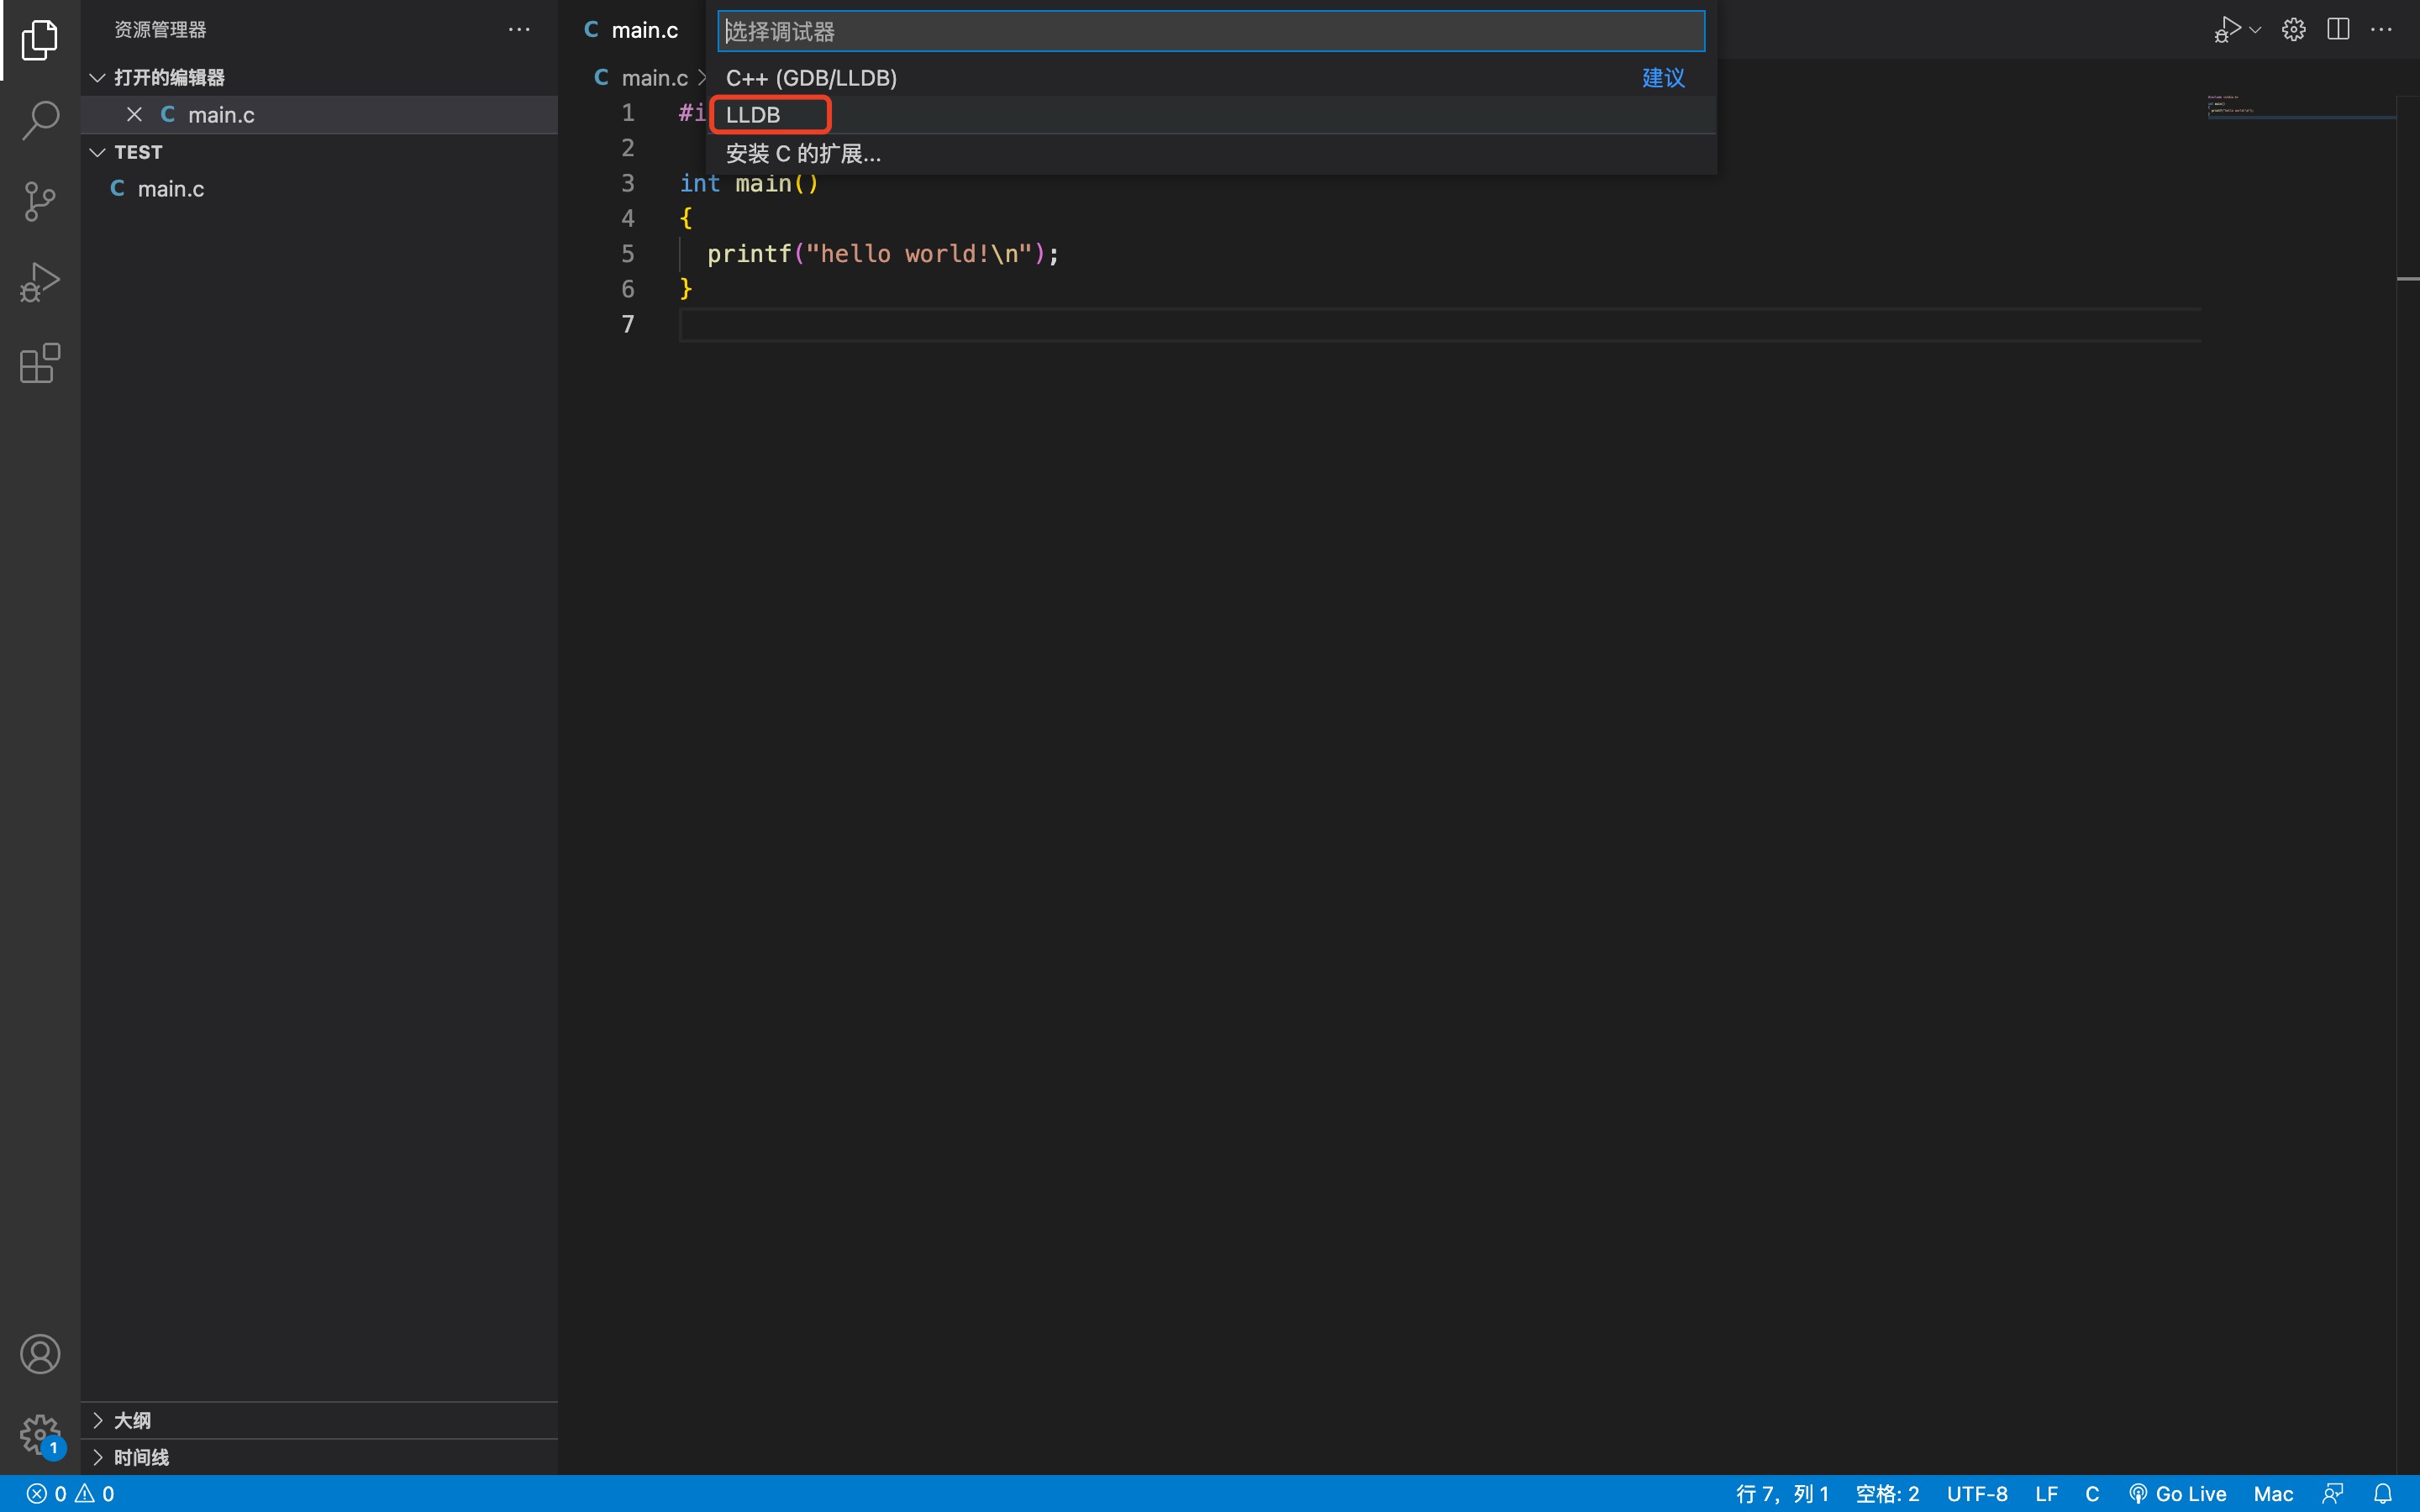 资源管理器
打开的编辑器
main.c
TEST
main.c
大纲
时间线
C main.c
选择调试器
C++ (GDB/LLDB) 建议
LLDB
安装 C 的扩展...
C main.c
1 #i
2
3 int main()
4 {
5 printf("hello world!\n");
6 }
7
1
0 0
行 7，列 1 空格: 2 UTF-8 LF C Go Live Mac